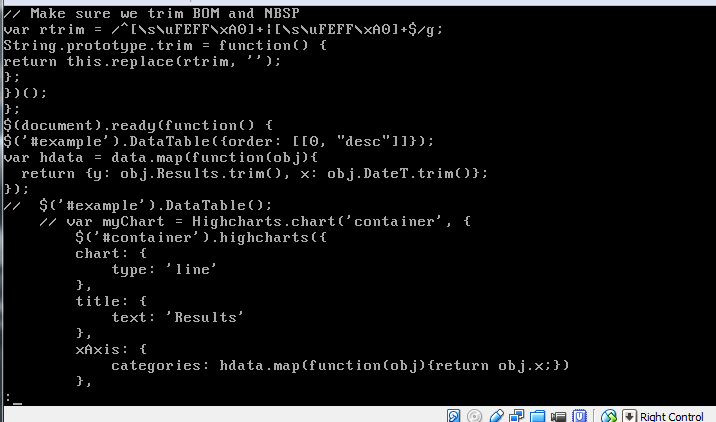 // Make sure we trim BOM and NBSP
var rtrim = /^[\s\uFEFF\xA0]+|[\s\uFEFF\xA0]+$/g;
String.prototype.trim = function() {
return this.replace(rtrim, '');
};
})();
};
$(document).ready(function() {
$('#example').DataTable({order: [[0, "desc"]]});
var hdata = data.map(function(obj){
  return {y: obj.Results.trim(), x: obj.DateT.trim()};
});
//  $('#example').DataTable();
    // var myChart = Highcharts.chart('container', {
        $('#container').highcharts({
        chart: {
            type: 'line'
        },
        title: {
            text: 'Results'
        },
        xAxis: {
            categories: hdata.map(function(obj){return obj.x;})
        },
:_
Right Control